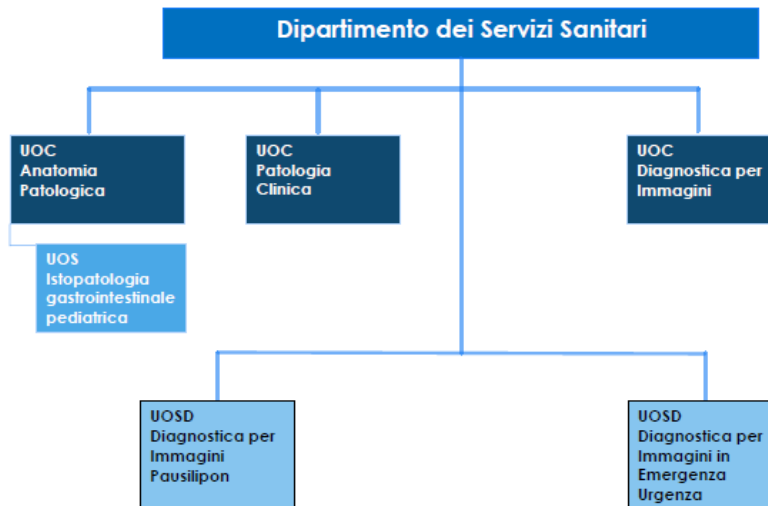 Dipartimento dei Servizi Sanitari
UOC
Anatomia
Patologica
UOC
Patologia
Clinica
UOC
Diagnostica per
Immagini
UOS
Istopatologia
gastrointestinale
pediatrica
UOSD
Diagnostica per
Immagini
Pausilipon
UOSD
Diagnostica per
Immagini in
Emergenza
Urgenza